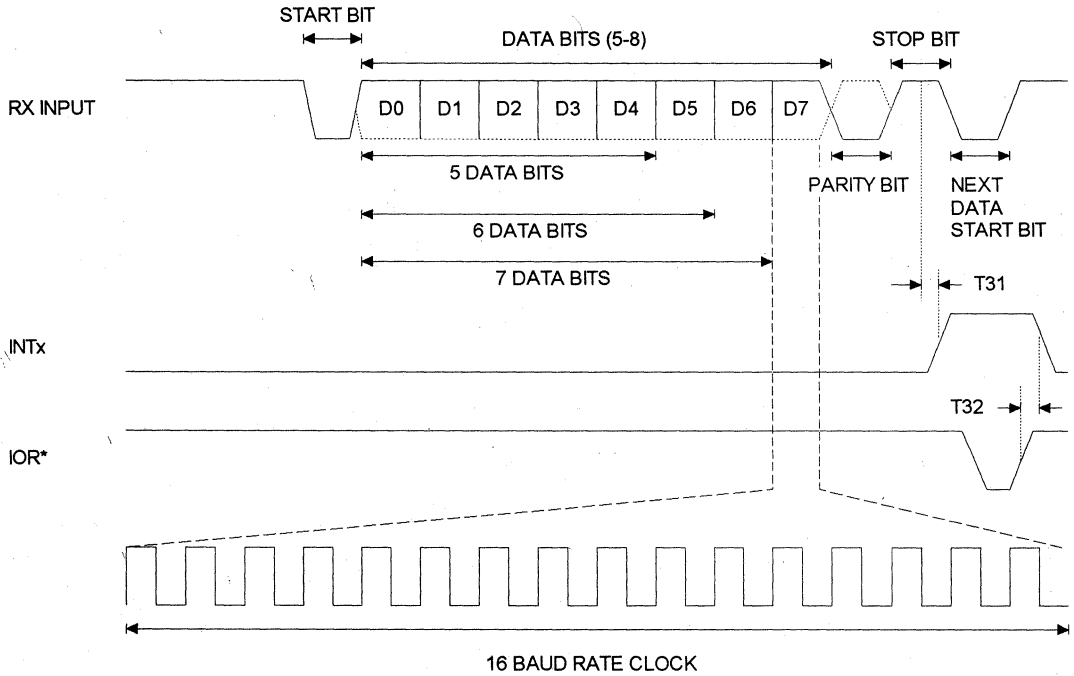 START BIT
DATA BITS (5-8)
STOP BIT
RX INPUT
D0 D1 D2 D3 D4 D5 D6 D7
5 DATA BITS
PARITY BIT
NEXT
DATA
START BIT
6 DATA BITS
7 DATA BITS
T31
INTx
T32
IOR*
16 BAUD RATE CLOCK